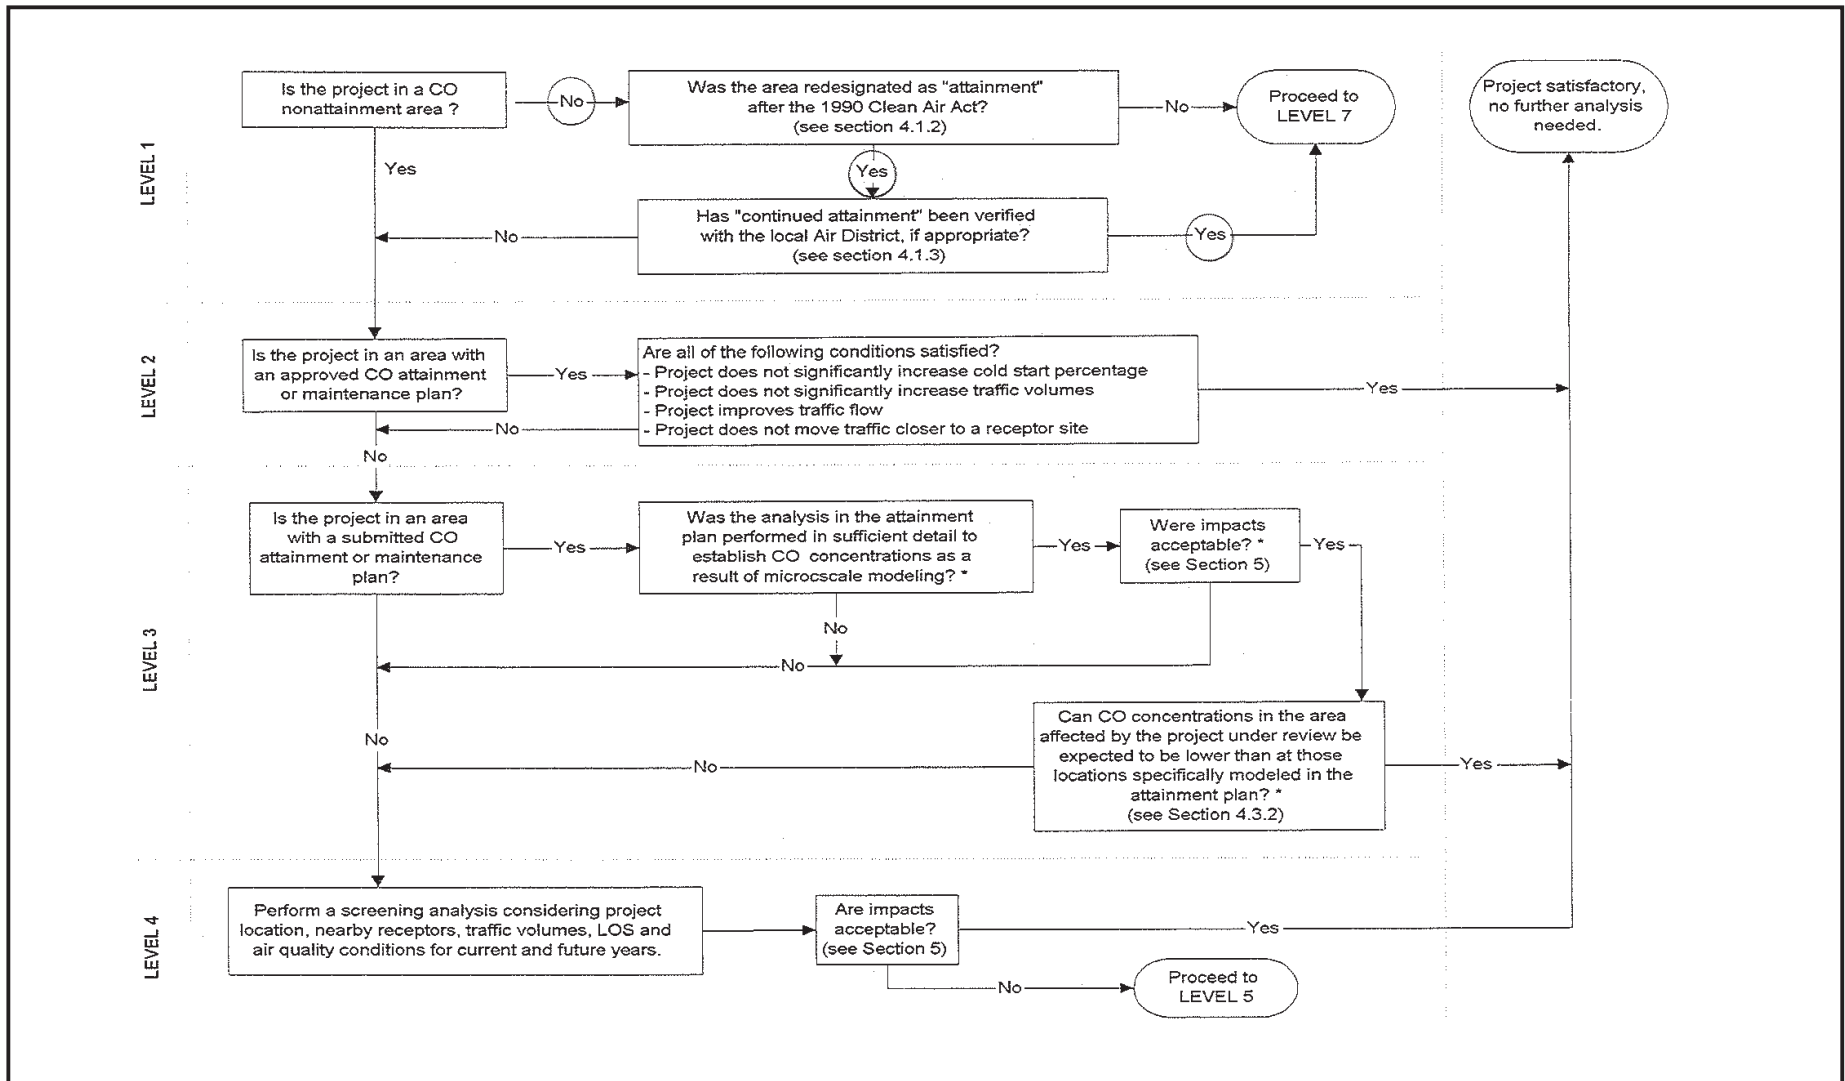 LEVEL 1
Is the project in a CO
nonattainment area ?
No
Was the area redesignated as "attainment"
after the 1990 Clean Air Act?
(see section 4.1.2)
No
Proceed to
LEVEL 7
Project satisfactory,
no further analysis
needed.
Yes
Yes
Has "continued attainment" been verified
with the local Air District, if appropriate?
(see section 4.1.3)
No
Yes
LEVEL 2
Is the project in an area with
an approved CO attainment
or maintenance plan?
Yes
Are all of the following conditions satisfied?
- Project does not significantly increase cold start percentage
- Project does not significantly increase traffic volumes
- Project improves traffic flow
- Project does not move traffic closer to a receptor site
Yes
No
No
LEVEL 3
Is the project in an area
with a submitted CO
attainment or maintenance
plan?
Yes
Was the analysis in the attainment
plan performed in sufficient detail to
establish CO concentrations as a
result of microcscale modeling? *
Yes
Were impacts
acceptable? *
(see Section 5)
Yes
No
No
No
Can CO concentrations in the area
affected by the project under review be
expected to be lower than at those
locations specifically modeled in the
attainment plan? *
(see Section 4.3.2)
No
Yes
LEVEL 4
Perform a screening analysis considering project
location, nearby receptors, traffic volumes, LOS and
air quality conditions for current and future years.
Are impacts
acceptable?
(see Section 5)
Yes
No
Proceed to
LEVEL 5